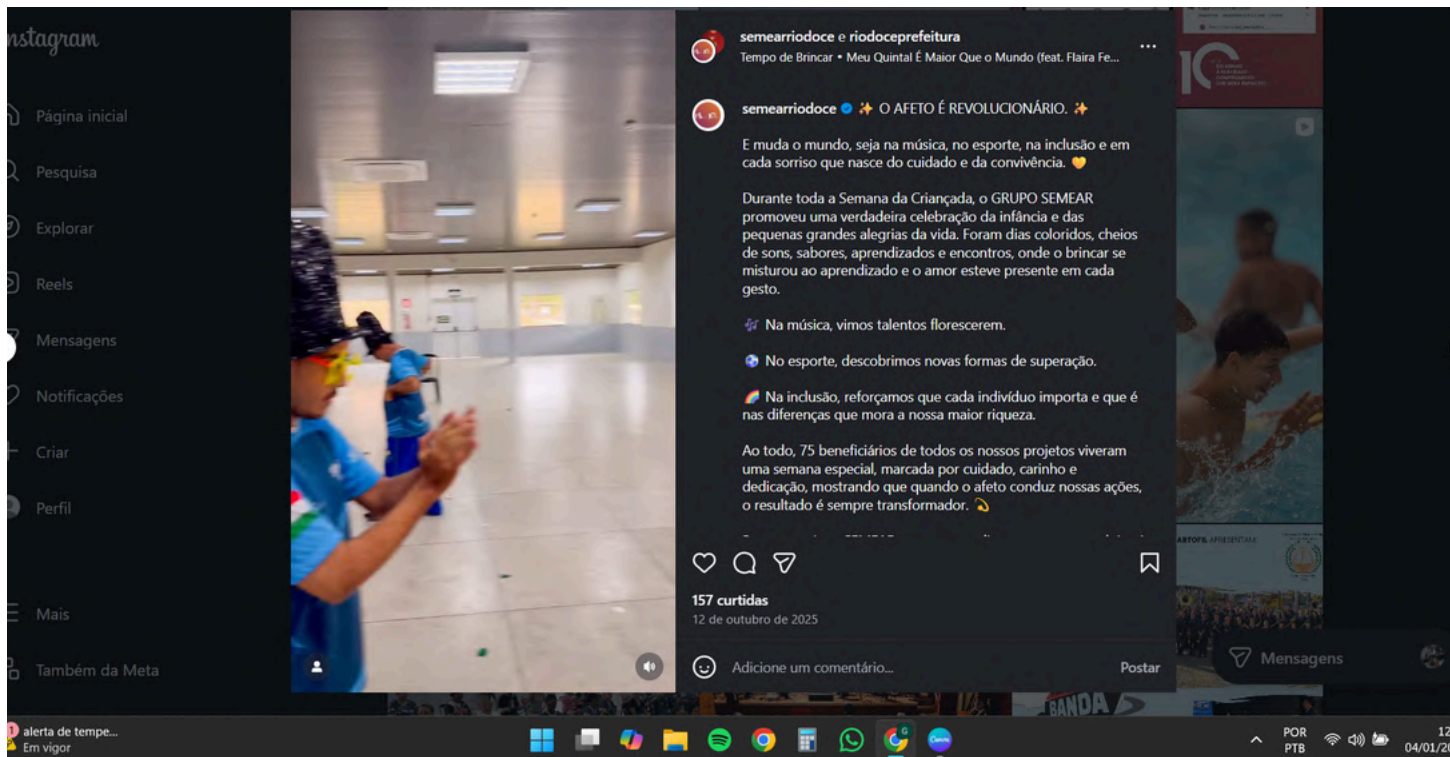 Instagram
Página inicial
Pesquisa
Explorar
Reels
Mensagens
Notificações
Criar
Perfil
Mais
Também da Meta
semearriodoce e riodoceprefeitura
Tempo de Brincar • Meu Quintal É Maior Que o Mundo (feat. Flaira Fe...
semearriodoce ✨ O AFETO É REVOLUCIONÁRIO. ✨
E muda o mundo, seja na música, no esporte, na inclusão e em
cada sorriso que nasce do cuidado e da convivência. 💛
Durante toda a Semana da Criançada, o GRUPO SEMEAR
promoveu uma verdadeira celebração da infância e das
pequenas grandes alegrias da vida. Foram dias coloridos, cheios
de sons, sabores, aprendizados e encontros, onde o brincar se
misturou ao aprendizado e o amor esteve presente em cada
gesto.
🎶 Na música, vimos talentos florescerem.
⚽ No esporte, descobrimos novas formas de superação.
🌈 Na inclusão, reforçamos que cada indivíduo importa e que é
nas diferenças que mora a nossa maior riqueza.
Ao todo, 75 beneficiários de todos os nossos projetos viveram
uma semana especial, marcada por cuidado, carinho e
dedicação, mostrando que quando o afeto conduz nossas ações,
o resultado é sempre transformador. 💫
157 curtidas
12 de outubro de 2025
Adicione um comentário...
Postar
APRESENTAM:
BANDA
Mensagens
1
alerta de tempe...
Em vigor
POR
PTB
12
04/01/20